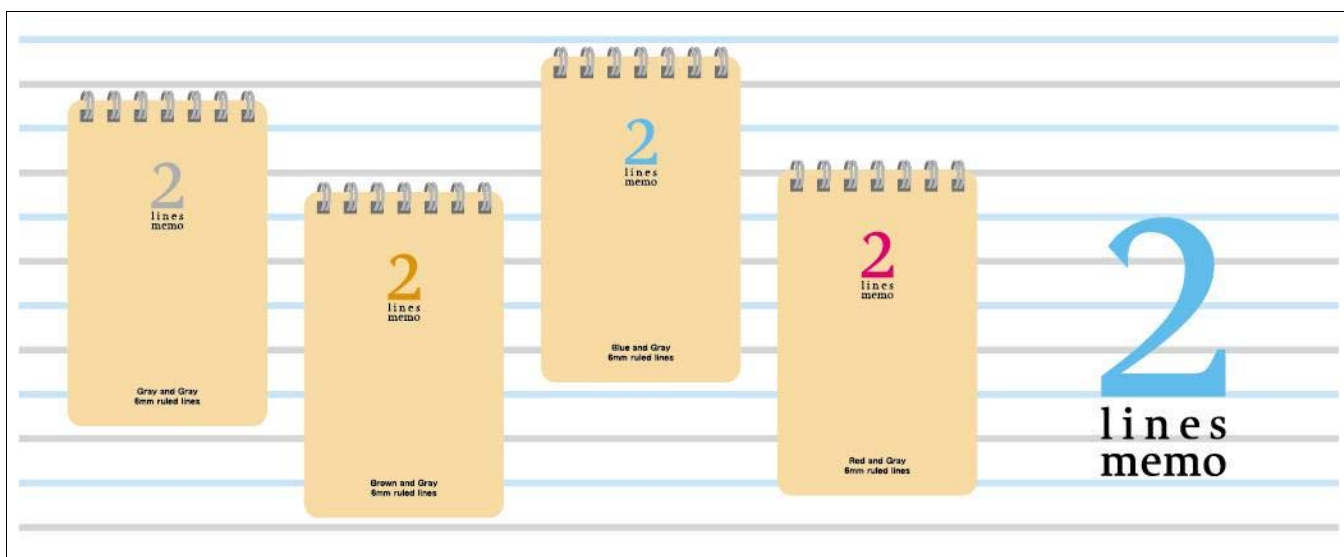 2
lines
memo
Gray and Gray
6mm ruled lines
2
lines
memo
Brown and Gray
6mm ruled lines
2
lines
memo
Blue and Gray
6mm ruled lines
2
lines
memo
Red and Gray
6mm ruled lines
2
lines
memo